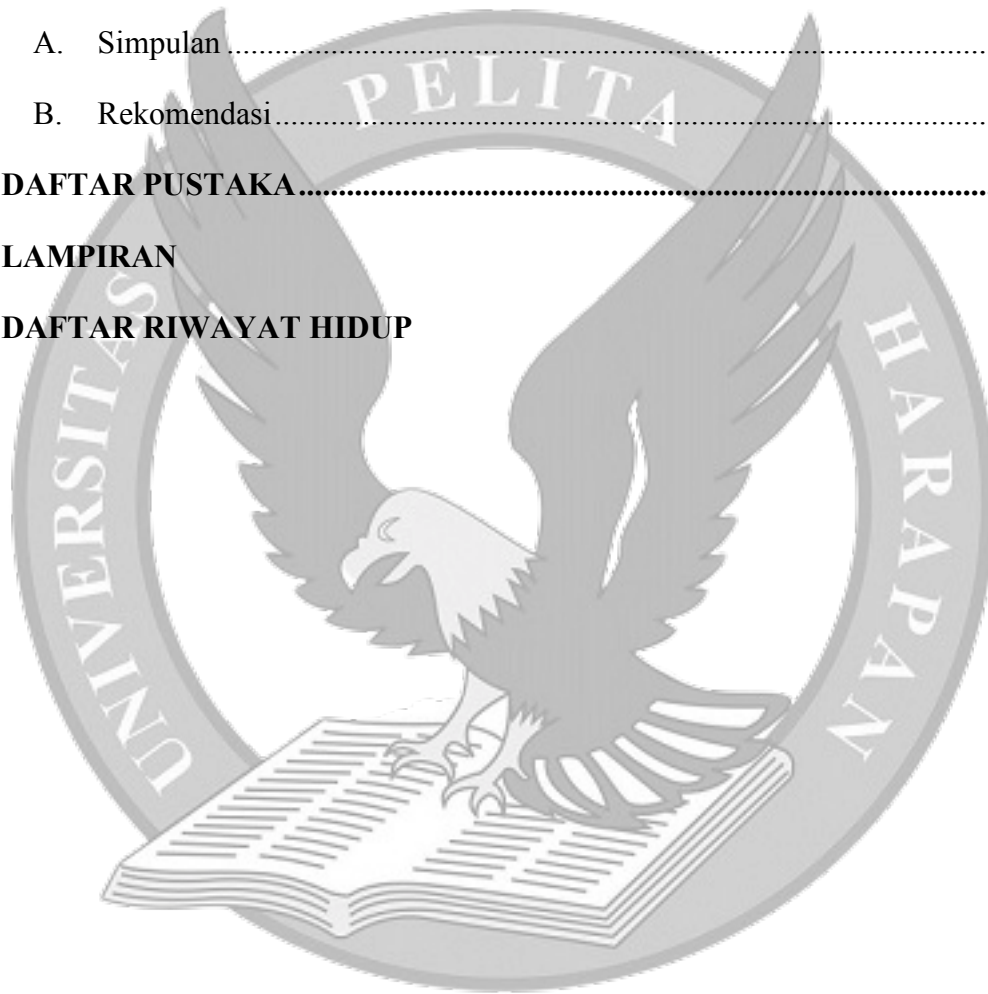 A. Simpulan ........................................................................................
B. Rekomendasi ........................................................................................
DAFTAR PUSTAKA ........................................................................................
LAMPIRAN
DAFTAR RIWAYAT HIDUP
UNIVERSITAS PELITA HARAPAN